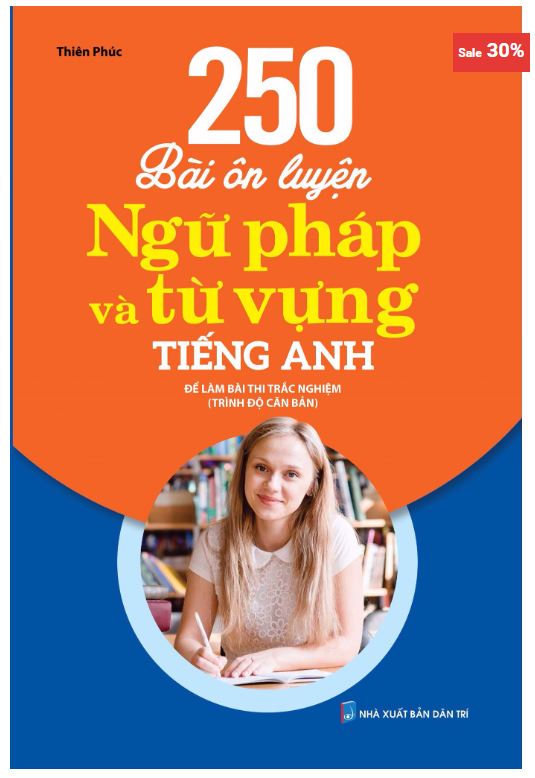 Thiên Phúc
Sale 30%
250
Bài ôn luyện
Ngữ pháp
và từ vựng
TIẾNG ANH
ĐỂ LÀM BÀI THI TRẮC NGHIỆM
(TRÌNH ĐỘ CĂN BẢN)
NHÀ XUẤT BẢN DÂN TRÍ